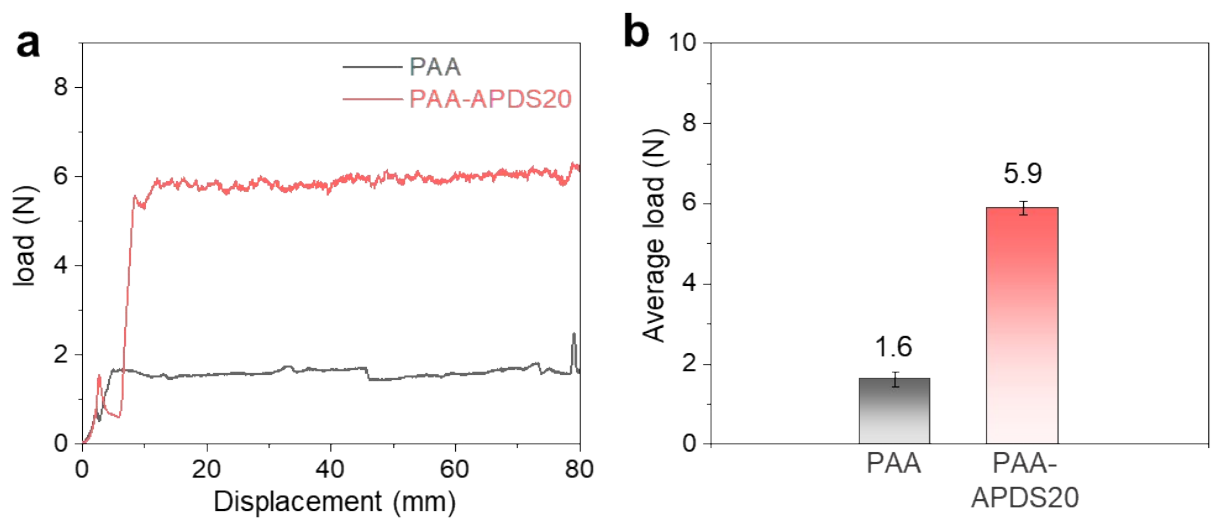 a
PAA
PAA-APDS20
load (N)
8
6
4
2
0
0 20 40 60 80
Displacement (mm)
b
Average load (N)
10
8
6
4
2
0
1.6
5.9
PAA
PAA-
APDS20